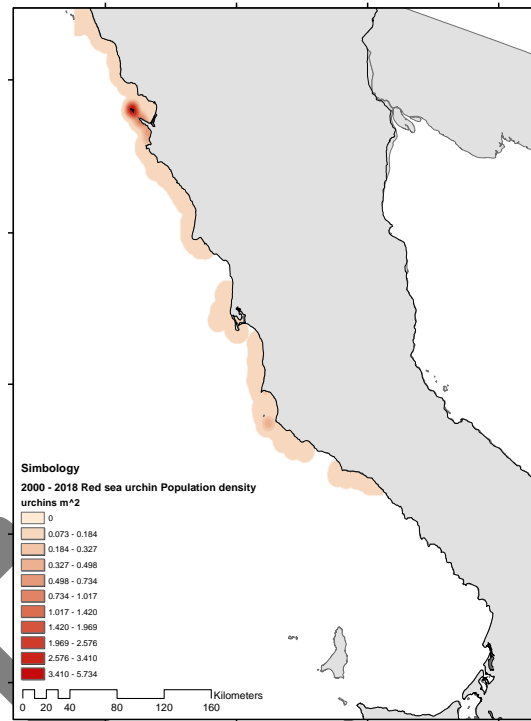 Simbology
2000 - 2018 Red sea urchin Population density
urchins m^2
0
0.073 - 0.184
0.184 - 0.327
0.327 - 0.498
0.498 - 0.734
0.734 - 1.017
1.017 - 1.420
1.420 - 1.969
1.969 - 2.576
2.576 - 3.410
3.410 - 5.734
Kilometers
0 20 40 80 120 160